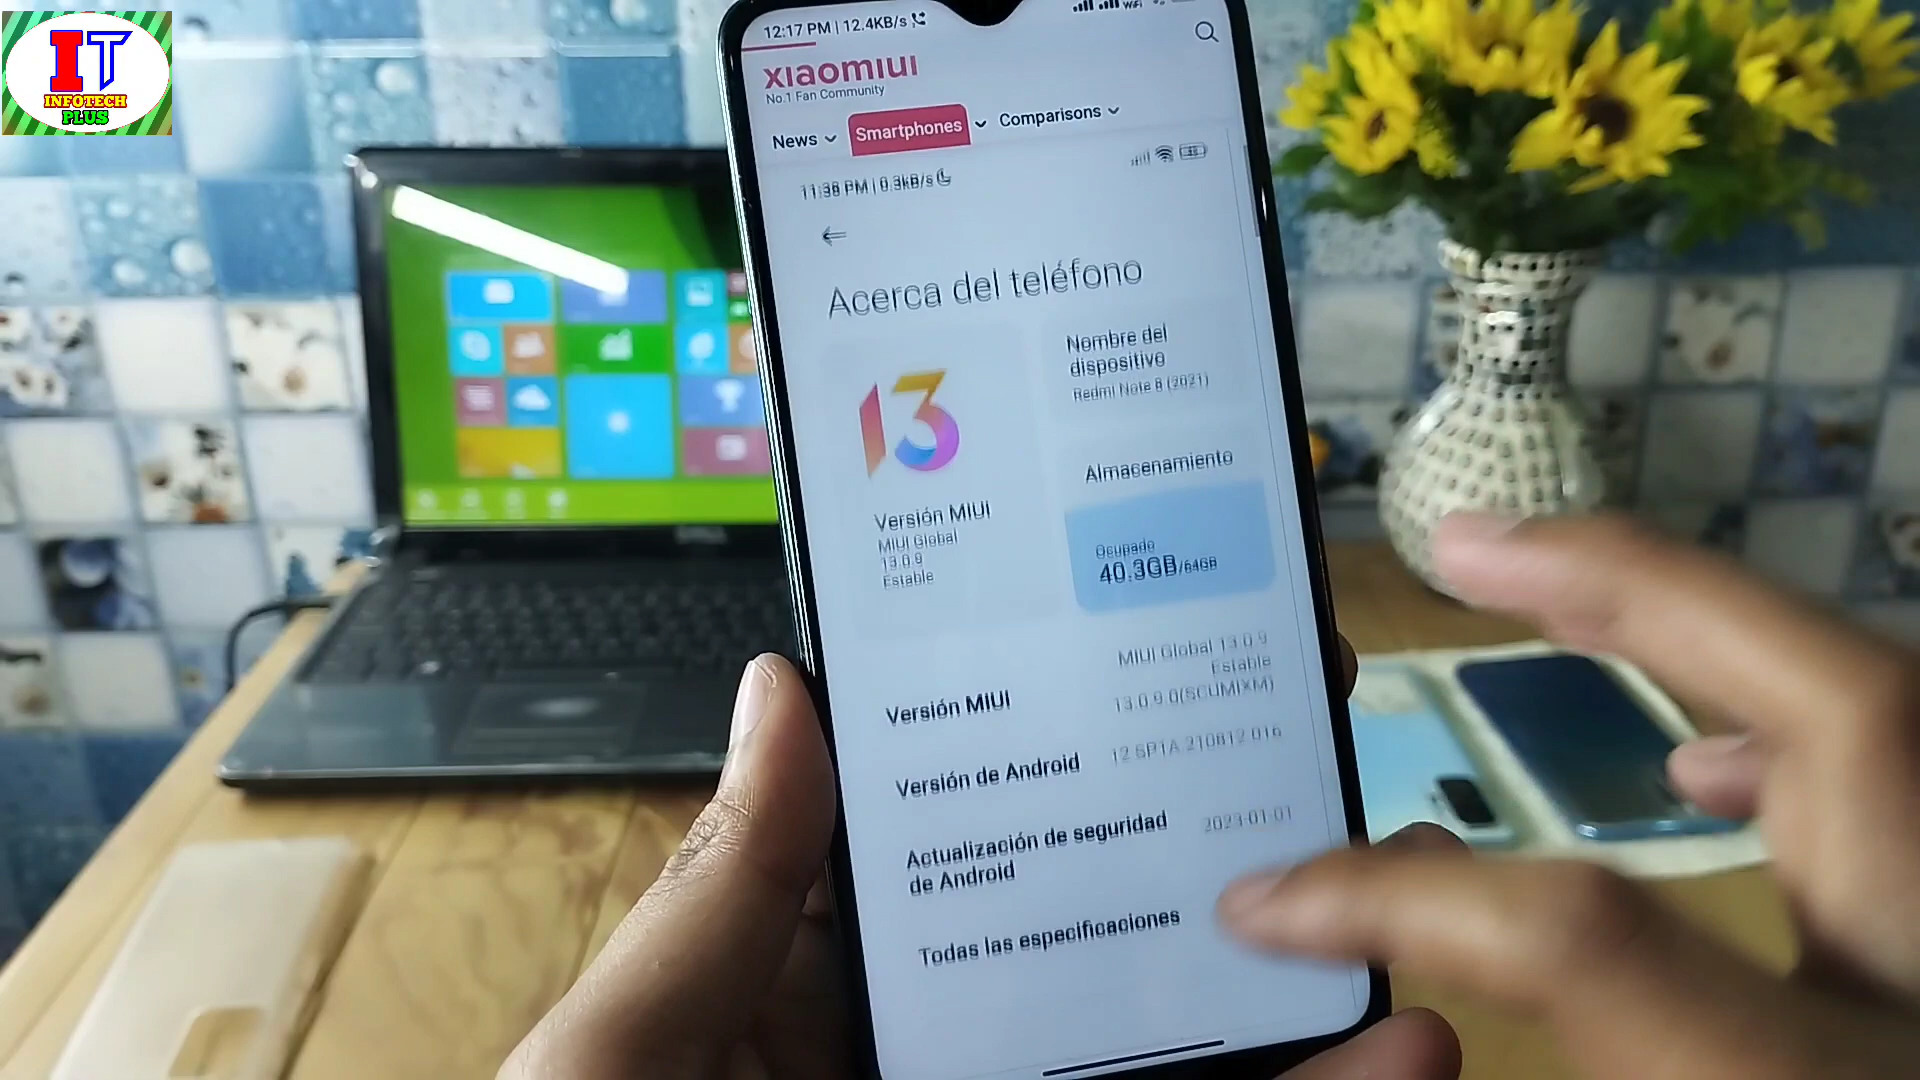 IT
INFOTECH
PLUS
12:17 PM | 12.4KB/s
WiFi
xiaomiui
No.1 Fan Community
News
Smartphones
Comparisons
11:38 PM | 0.3kB/s
←
Acerca del teléfono
13
Versión MIUI
MIUI Global
13.0.9
Estable
Nombre del
dispositivo
Redmi Note 8 (2021)
Almacenamiento
Ocupado
40.3GB/64GB
Versión MIUI
MIUI Global 13.0.9
Estable
13.0.9.0(SCUMIXM)
Versión de Android
12 SP1A.210812.016
Actualización de seguridad
de Android
2023-01-01
Todas las especificaciones